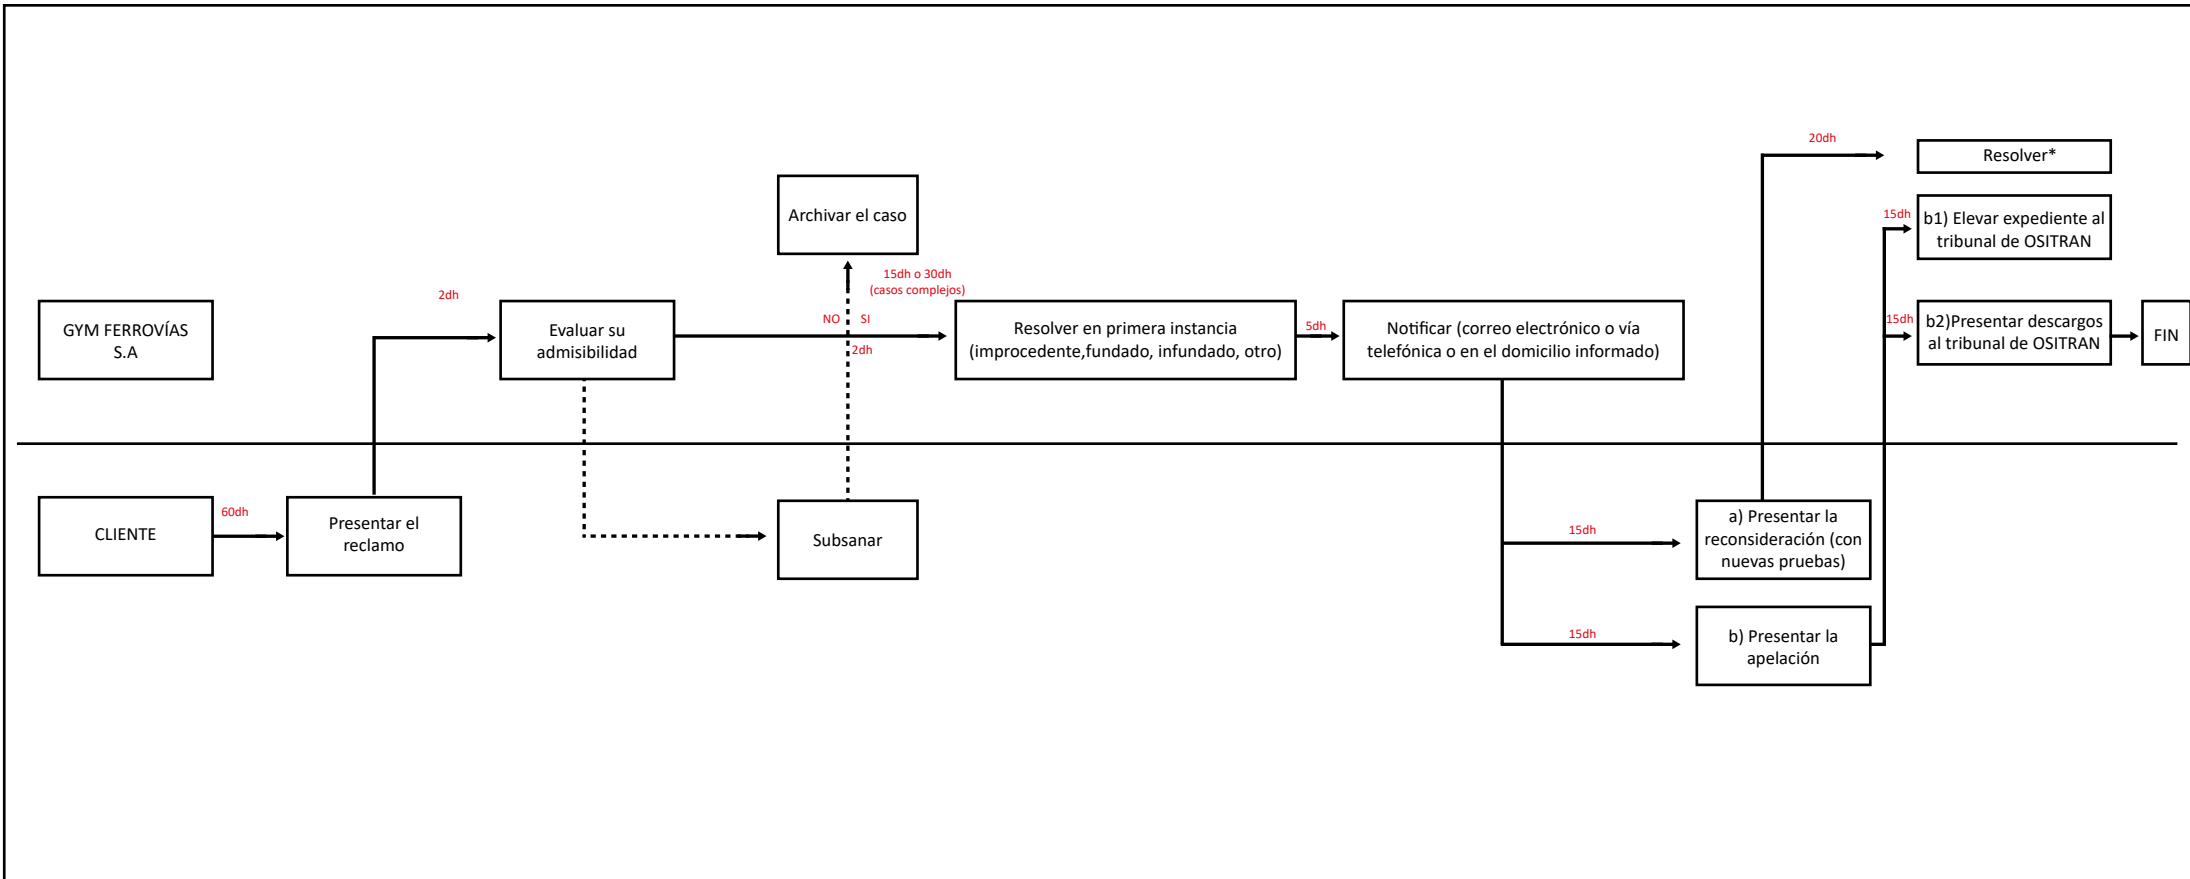 20dh
Resolver*
Archivar el caso
15dh
b1) Elevar expediente al
tribunal de OSITRAN
15dh o 30dh
(casos complejos)
2dh
GYM FERROVÍAS
S.A
Evaluar su
admisibilidad
NO
SI
2dh
Resolver en primera instancia
(improcedente,fundado, infundado, otro)
5dh
Notificar (correo electrónico o vía
telefónica o en el domicilio informado)
15dh
b2)Presentar descargos
al tribunal de OSITRAN
FIN
CLIENTE
60dh
Presentar el
reclamo
Subsanar
15dh
a) Presentar la
reconsideración (con
nuevas pruebas)
15dh
b) Presentar la
apelación